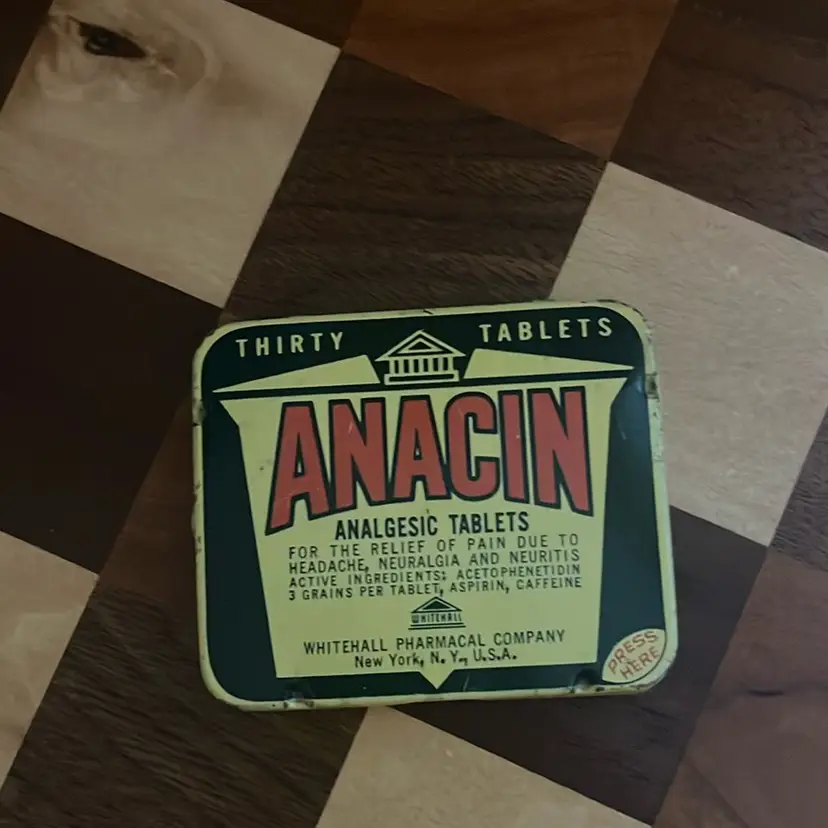 THIRTY TABLETS
ANACIN
ANALGESIC TABLETS
FOR THE RELIEF OF PAIN DUE TO
HEADACHE, NEURALGIA AND NEURITIS
ACTIVE INGREDIENTS: ACETOPHENETIDIN
3 GRAINS PER TABLET, ASPIRIN, CAFFEINE
WHITEHALL
WHITEHALL PHARMACAL COMPANY
New York, N. Y., U.S.A.
PRESS
HERE